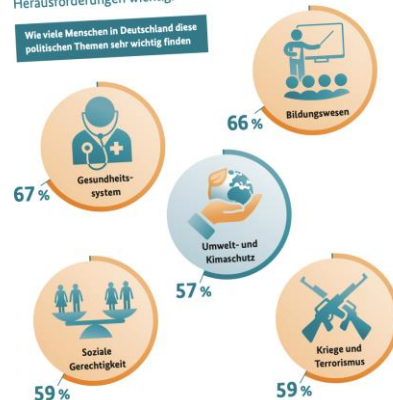 Herausforderungen wichtig.
Wie viele Menschen in Deutschland diese
politischen Themen sehr wichtig finden
66 %
Bildungswesen
67 %
Gesundheits-
system
Umwelt- und
Klimaschutz
57 %
Soziale
Gerechtigkeit
59 %
Kriege und
Terrorismus
59 %